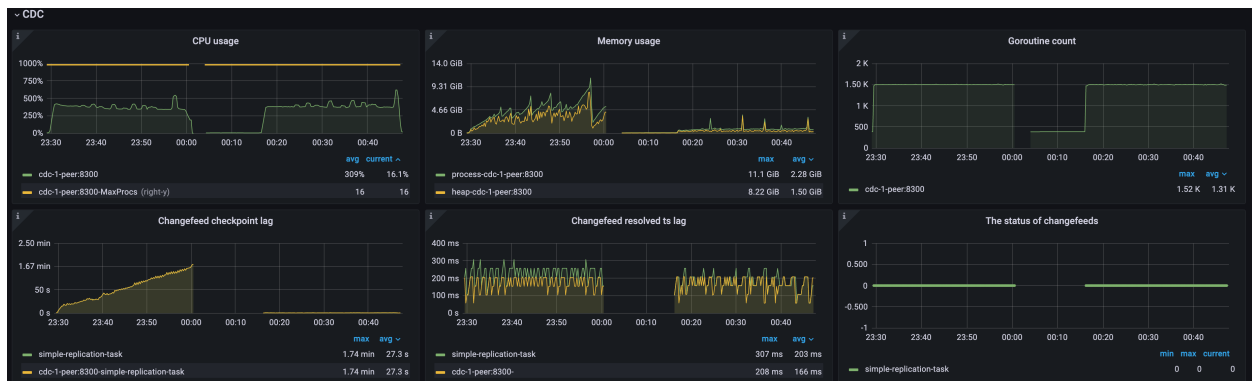 CDC
CPU usage
1000%
750%
500%
250%
0%
23:30 23:40 23:50 00:00 00:10 00:20 00:30 00:40
avg current
cdc-1-peer:8300 309% 16.1%
cdc-1-peer:8300-MaxProcs (right-y) 16 16
Memory usage
14.0 GiB
9.31 GiB
4.66 GiB
0 B
23:30 23:40 23:50 00:00 00:10 00:20 00:30 00:40
max avg
process-cdc-1-peer:8300 11.1 GiB 2.28 GiB
heap-cdc-1-peer:8300 8.22 GiB 1.50 GiB
Goroutine count
2 K
1.50 K
1 K
500
0
23:30 23:40 23:50 00:00 00:10 00:20 00:30 00:40
max avg
cdc-1-peer:8300 1.52 K 1.31 K
Changefeed checkpoint lag
2.50 min
1.67 min
50 s
0 s
23:30 23:40 23:50 00:00 00:10 00:20 00:30 00:40
max avg
simple-replication-task 1.74 min 27.3 s
cdc-1-peer:8300-simple-replication-task 1.74 min 27.3 s
Changefeed resolved ts lag
400 ms
300 ms
200 ms
100 ms
0 s
23:30 23:40 23:50 00:00 00:10 00:20 00:30 00:40
max avg
simple-replication-task 307 ms 203 ms
cdc-1-peer:8300- 208 ms 166 ms
The status of changefeeds
1
0.500
0
-0.500
-1
23:30 23:40 23:50 00:00 00:10 00:20 00:30 00:40
min max current
simple-replication-task 0 0 0